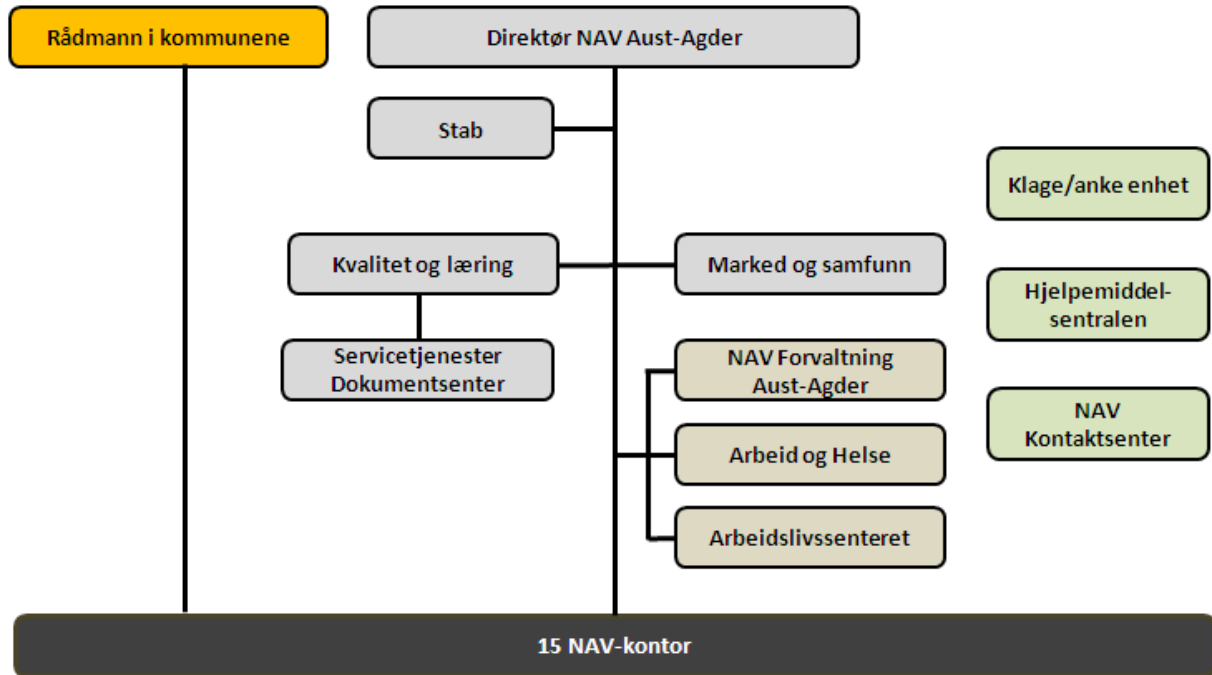 Rådmann i kommunene
Direktør NAV Aust-Agder
Stab
Klage/anke enhet
Kvalitet og læring
Marked og samfunn
Hjelpemiddel-
sentralen
Servicetjenester
Dokumentsenter
NAV Forvaltning
Aust-Agder
NAV
Kontaktsenter
Arbeid og Helse
Arbeidslivssenteret
15 NAV-kontor